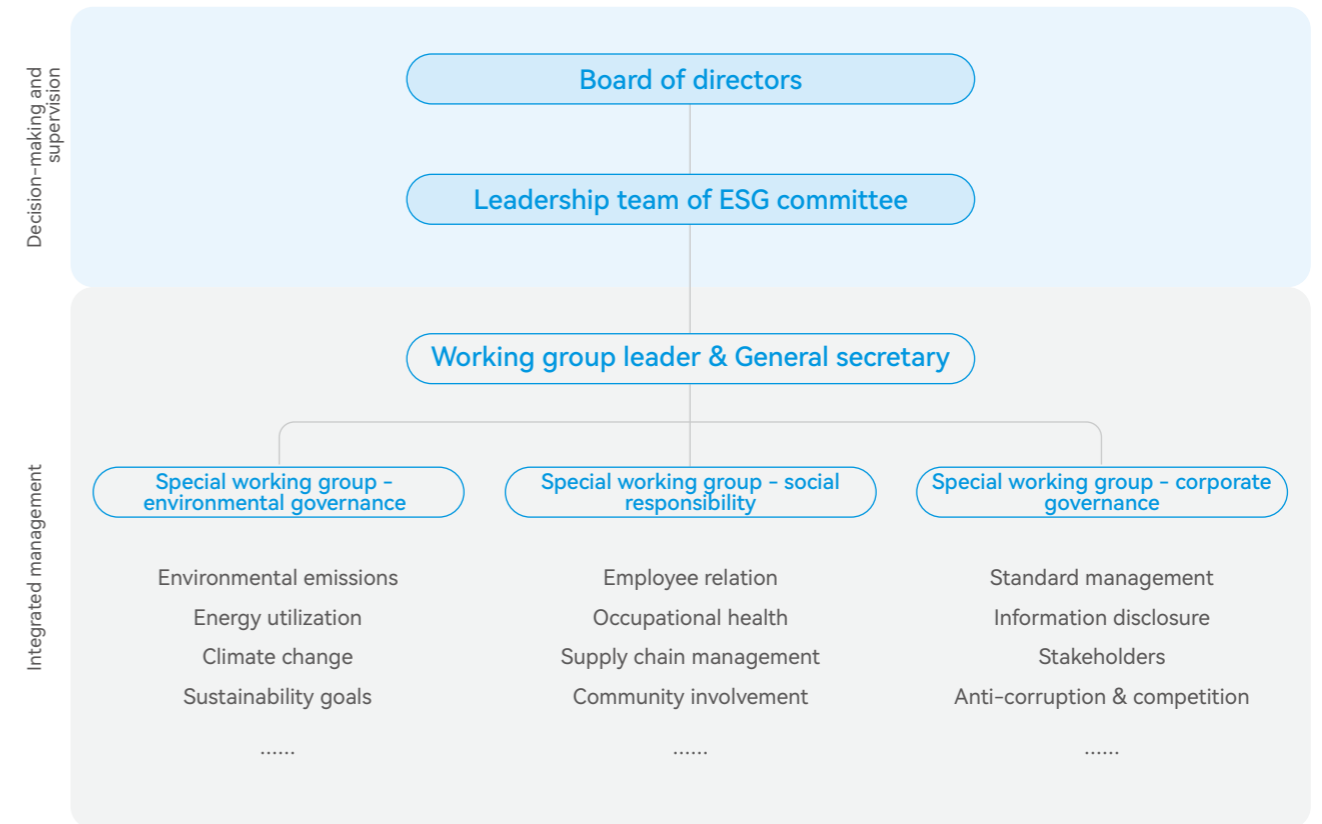 Decision-making and
supervision
Board of directors
Leadership team of ESG committee
Integrated management
Working group leader & General secretary
Special working group -
environmental governance
Environmental emissions
Energy utilization
Climate change
Sustainability goals
......
Special working group - social
responsibility
Employee relation
Occupational health
Supply chain management
Community involvement
......
Special working group - corporate
governance
Standard management
Information disclosure
Stakeholders
Anti-corruption & competition
......